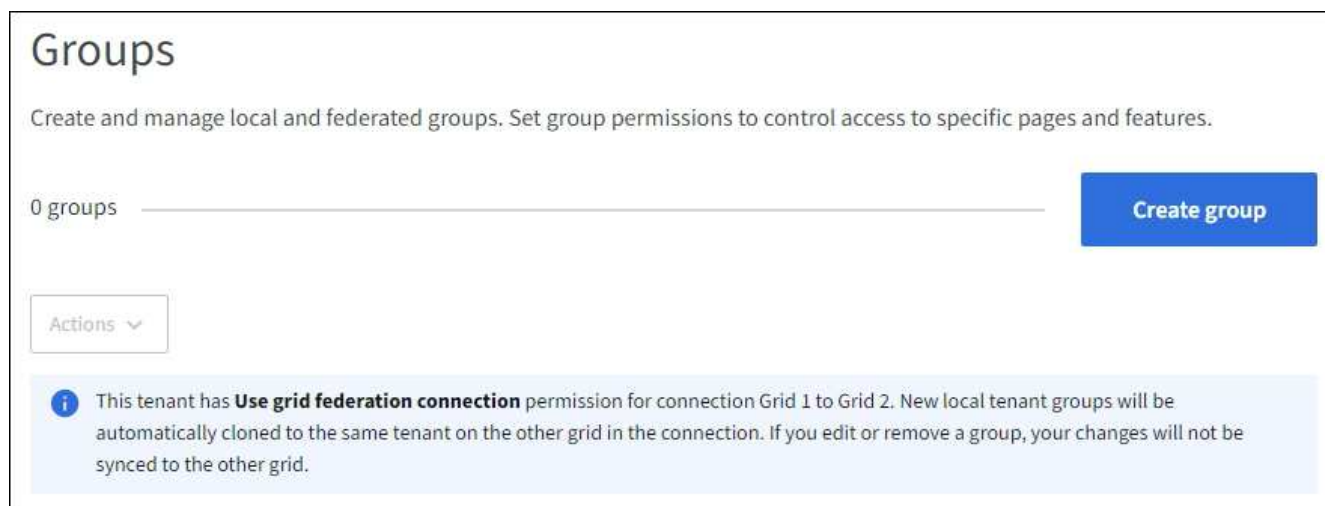 Groups
Create and manage local and federated groups. Set group permissions to control access to specific pages and features.
0 groups
Create group
Actions
This tenant has Use grid federation connection permission for connection Grid 1 to Grid 2. New local tenant groups will be
automatically cloned to the same tenant on the other grid in the connection. If you edit or remove a group, your changes will not be
synced to the other grid.